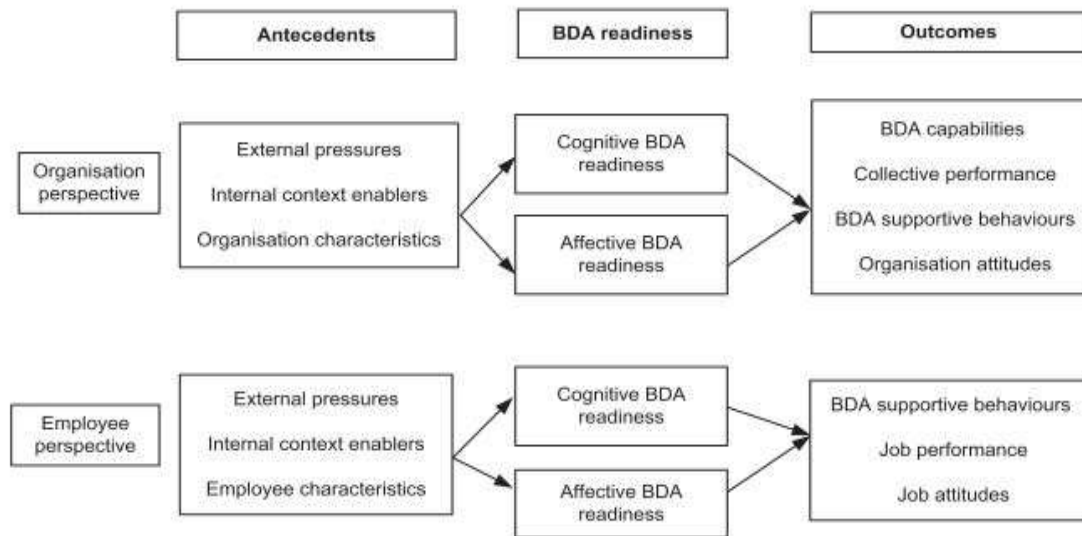 Antecedents
BDA readiness
Outcomes
Organisation
perspective
External pressures
Internal context enablers
Organisation characteristics
Cognitive BDA
readiness
Affective BDA
readiness
BDA capabilities
Collective performance
BDA supportive behaviours
Organisation attitudes
Employee
perspective
External pressures
Internal context enablers
Employee characteristics
Cognitive BDA
readiness
Affective BDA
readiness
BDA supportive behaviours
Job performance
Job attitudes